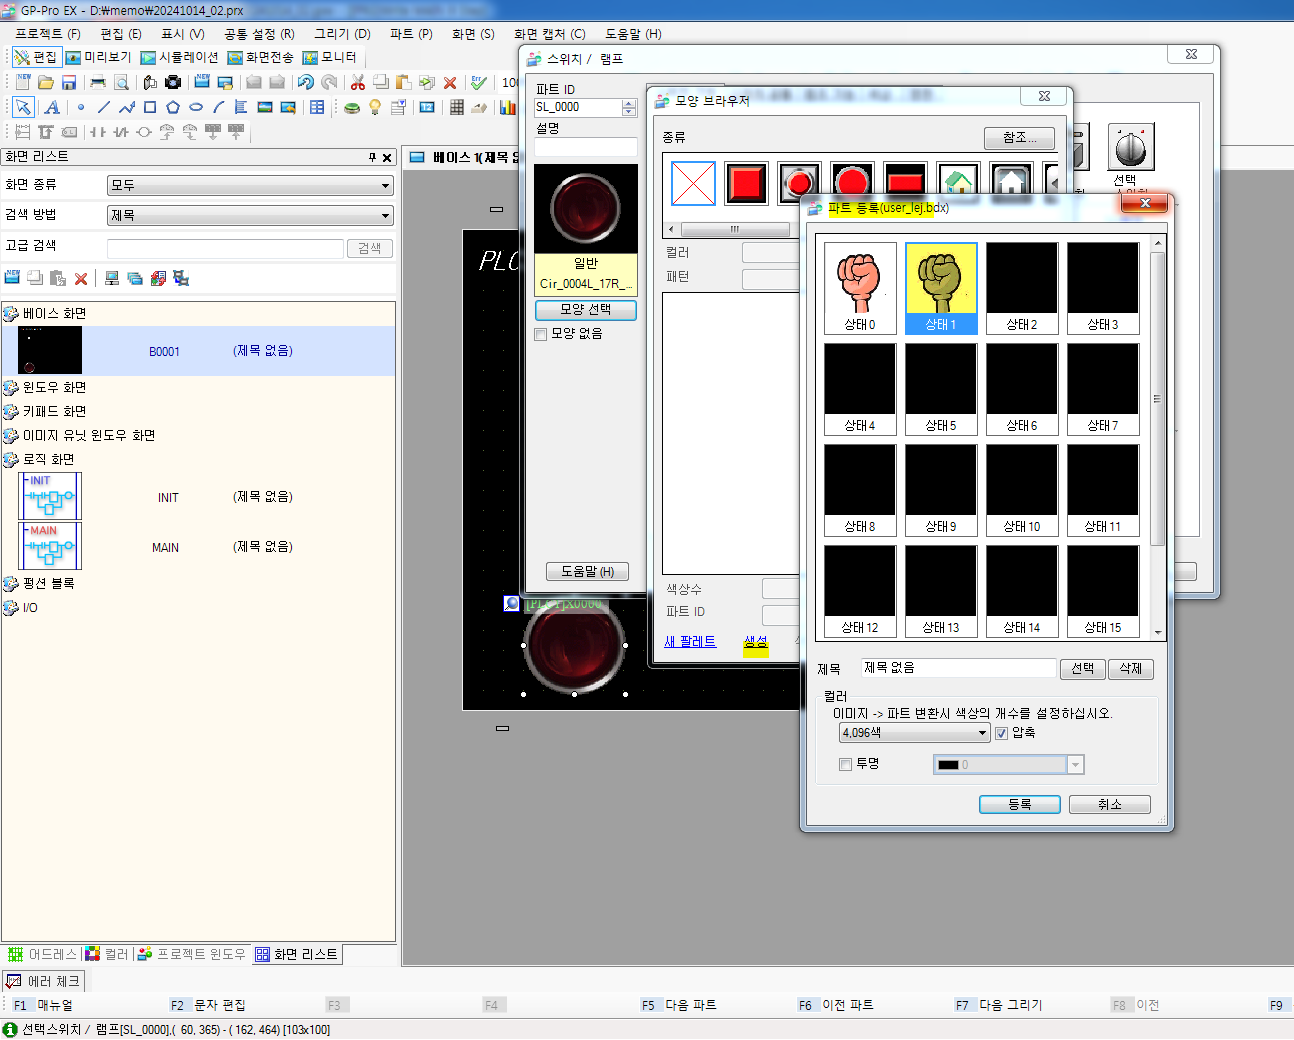 GP-Pro EX - D:₩memo₩20241014_02.prx
프로젝트 (F) 편집 (E) 표시 (V) 공통 설정 (R) 그리기 (D) 파트 (P) 화면 (S) 화면 캡처 (C) 도움말 (H)
편집 미리보기 시뮬레이션 화면전송 모니터
화면 리스트
화면 종류 모두
검색 방법 제목
고급 검색 검색
베이스 화면
B0001 (제목 없음)
윈도우 화면
키패드 화면
이미지 유닛 윈도우 화면
로직 화면
INIT INIT (제목 없음)
MAIN MAIN (제목 없음)
펑션 블록
I/O
어드레스 컬러 프로젝트 윈도우 화면 리스트
에러 체크
베이스 1(제목
스위치 / 램프
파트 ID
SL_0000
설명
일반
Cir_0004L_17R_...
모양 선택
모양 없음
도움말 (H)
선택
모양 브라우저
종류 참조...
컬러
패턴
색상수
파트 ID
새 팔레트 생성
파트 등록(user_lej.bdx)
상태 0 상태 1 상태 2 상태 3
상태 4 상태 5 상태 6 상태 7
상태 8 상태 9 상태 10 상태 11
상태 12 상태 13 상태 14 상태 15
제목 제목 없음 선택 삭제
컬러
이미지 -> 파트 변환시 색상의 개수를 설정하십시오.
4,096색 압축
투명 0
등록 취소
F1 매뉴얼 F2 문자 편집 F3 F4 F5 다음 파트 F6 이전 파트 F7 다음 그리기 F8 이전 F9
선택스위치 / 램프[SL_0000],( 60, 365) - ( 162, 464) [103x100]